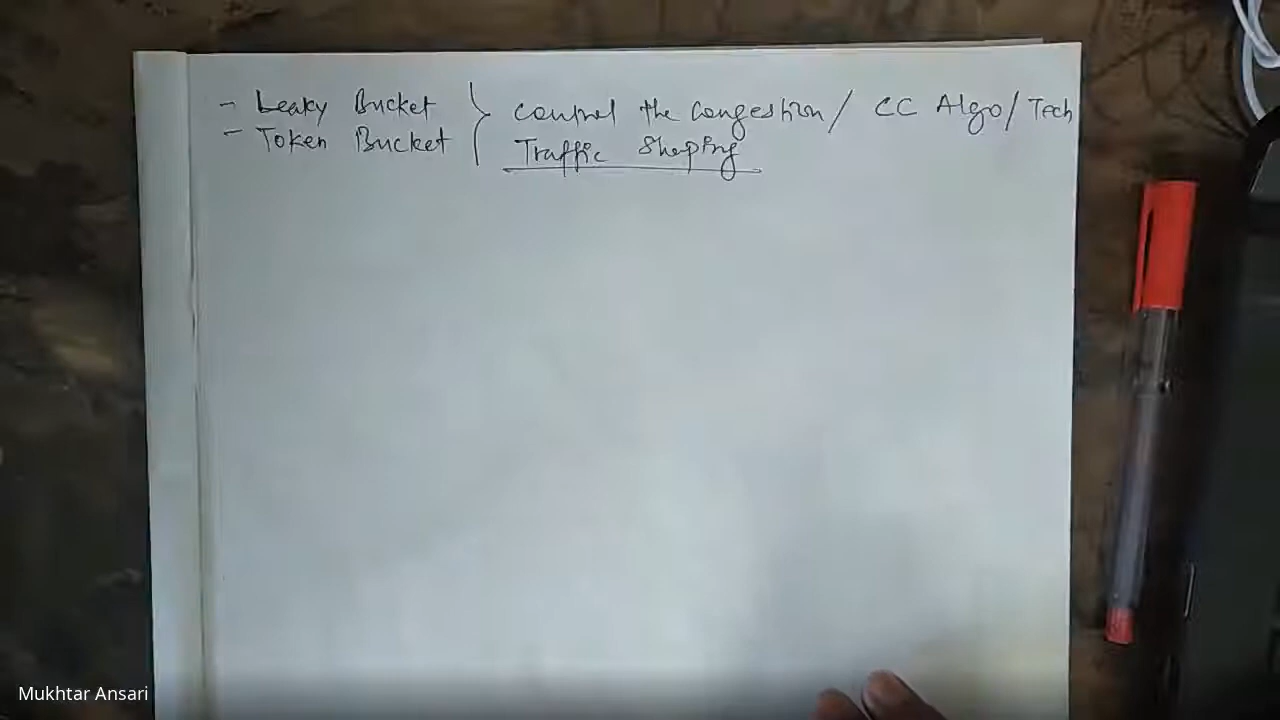 - Leaky Bucket } control the congestion / CC Algo / Tech
- Token Bucket Traffic Shaping
Mukhtar Ansari